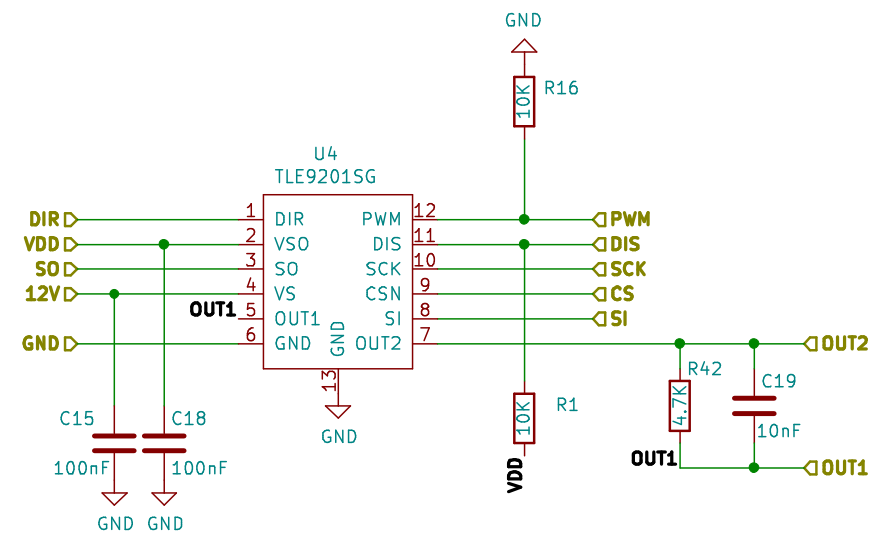 GND
R16
10K
U4
TLE9201SG
1
12
DIR
DIR
PWM
PWM
2
11
VDD
VSO
DIS
DIS
3
10
SO
SO
SCK
SCK
4
9
12V
VS
CSN
CS
OUT1
5
8
OUT1
SI
SI
6
7
GND
GND
GND
OUT2
OUT2
13
GND
R42
4.7K
C19
10nF
R1
10K
VDD
C15
100nF
GND
C18
100nF
GND
OUT1
OUT1